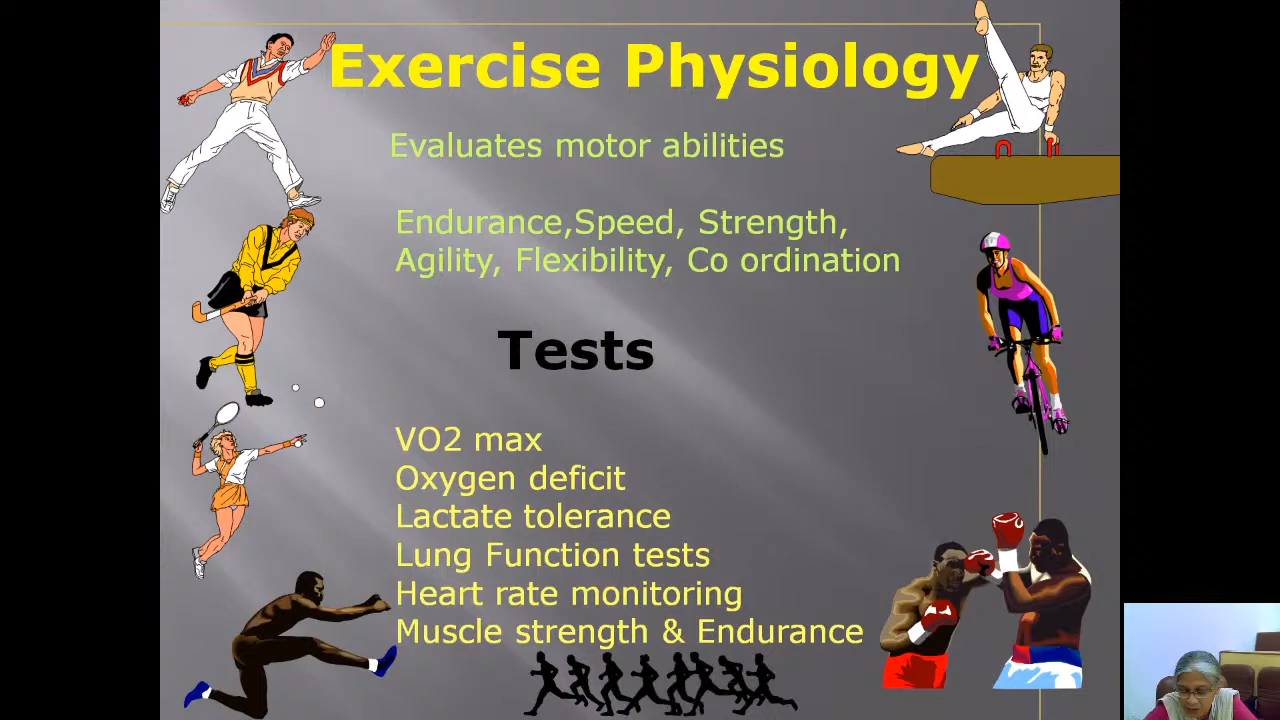 Exercise Physiology
Evaluates motor abilities
Endurance,Speed, Strength,
Agility, Flexibility, Co ordination
Tests
VO2 max
Oxygen deficit
Lactate tolerance
Lung Function tests
Heart rate monitoring
Muscle strength & Endurance